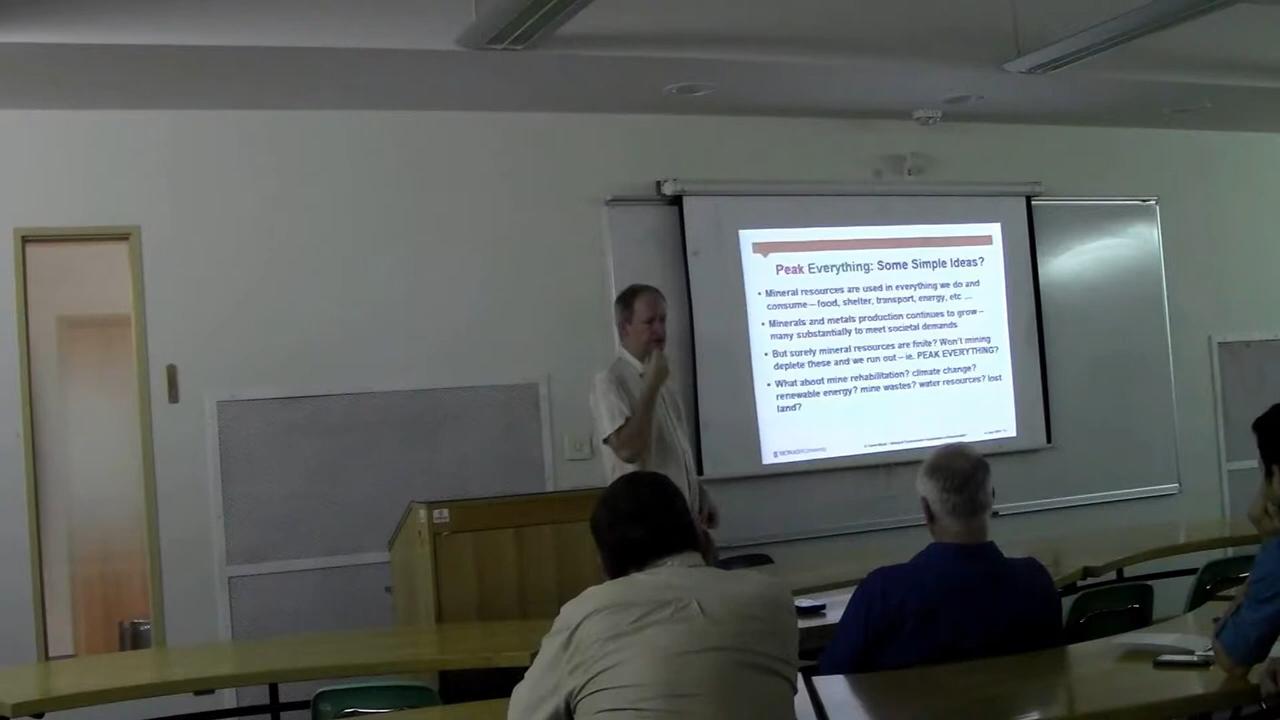 Peak Everything: Some Simple Ideas?
• Mineral resources are used in everything we do and
consume – food, shelter, transport, energy, etc ...
• Minerals and metals production continues to grow –
many substantially to meet societal demands
• But surely mineral resources are finite? Won't mining
deplete these and we run out – ie. PEAK EVERYTHING?
• What about mine rehabilitation? climate change?
renewable energy? mine wastes? water resources? lost
land?
MONASH University